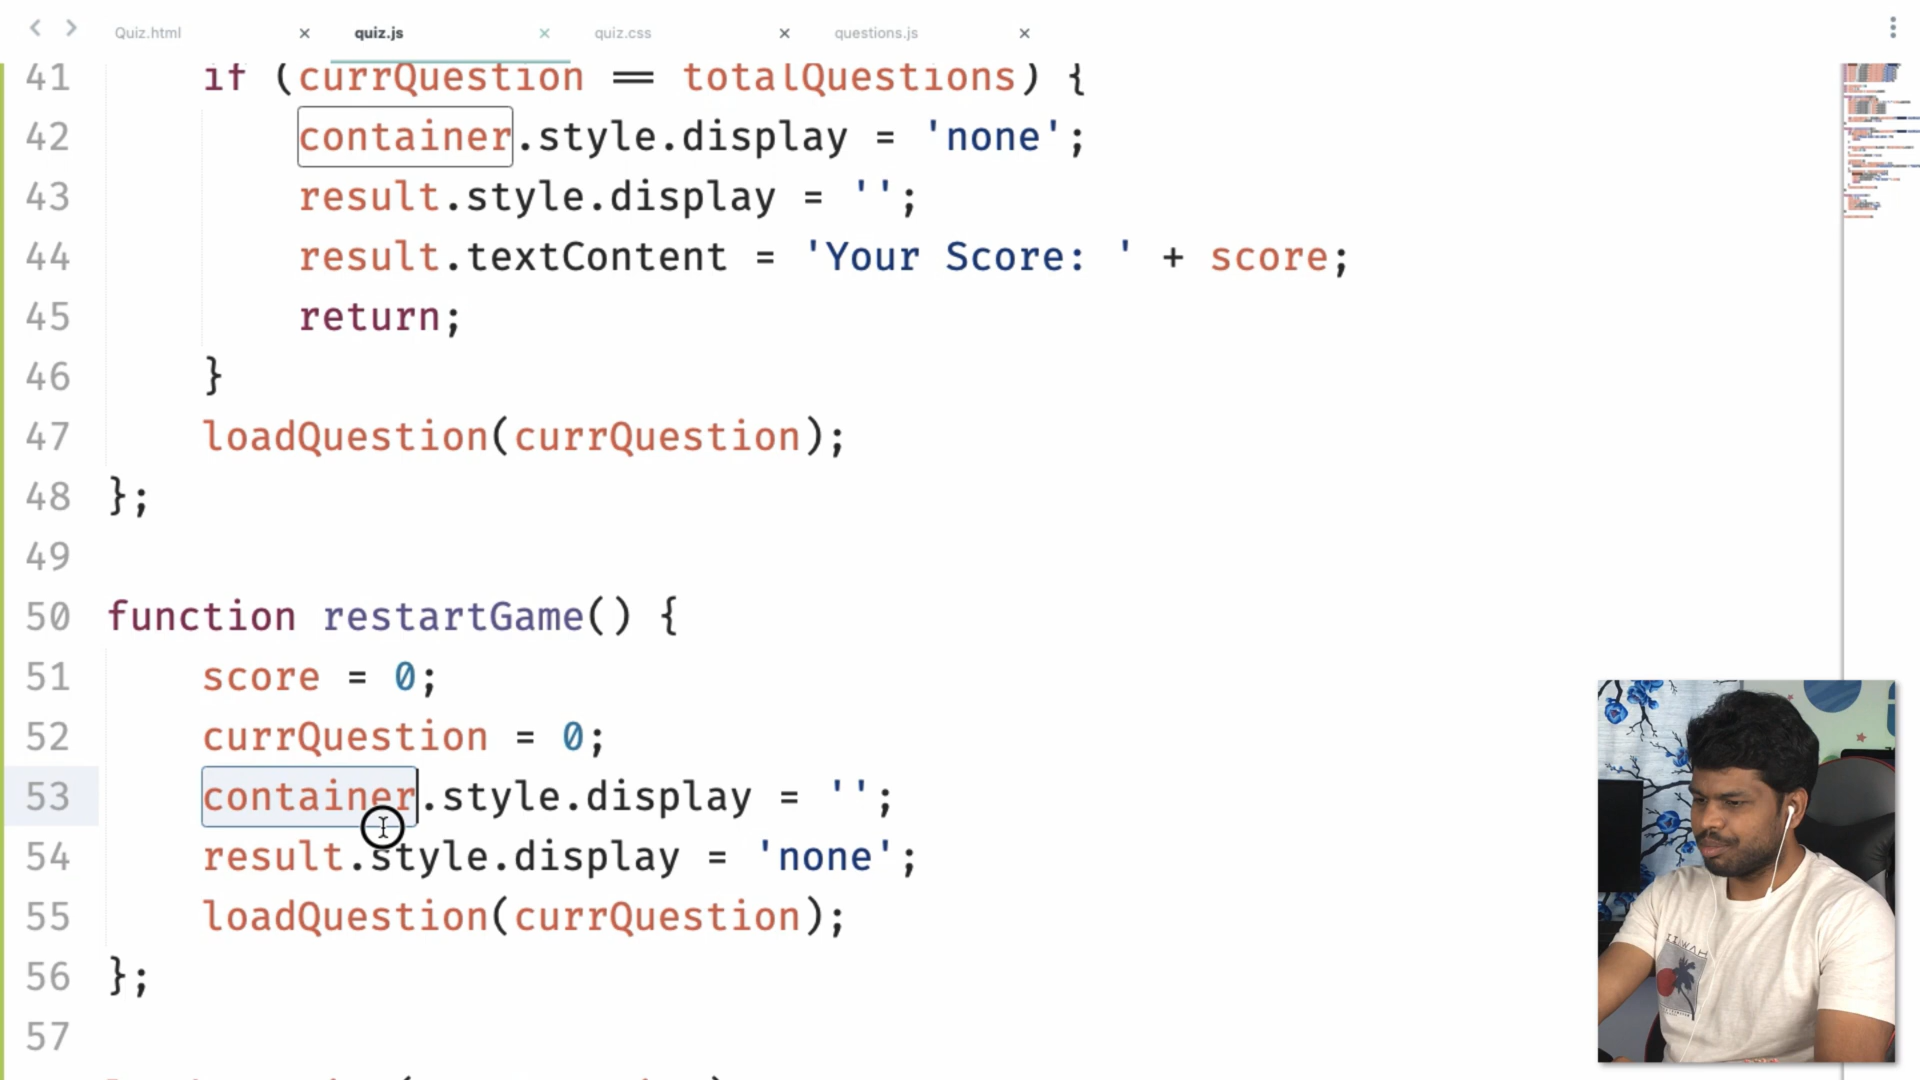 Quiz.html × quiz.js × quiz.css × questions.js ×
41 if (currQuestion == totalQuestions) {
42 container.style.display = 'none';
43 result.style.display = '';
44 result.textContent = 'Your Score: ' + score;
45 return;
46 }
47 loadQuestion(currQuestion);
48 };
49
50 function restartGame() {
51 score = 0;
52 currQuestion = 0;
53 container.style.display = '';
54 result.style.display = 'none';
55 loadQuestion(currQuestion);
56 };
57